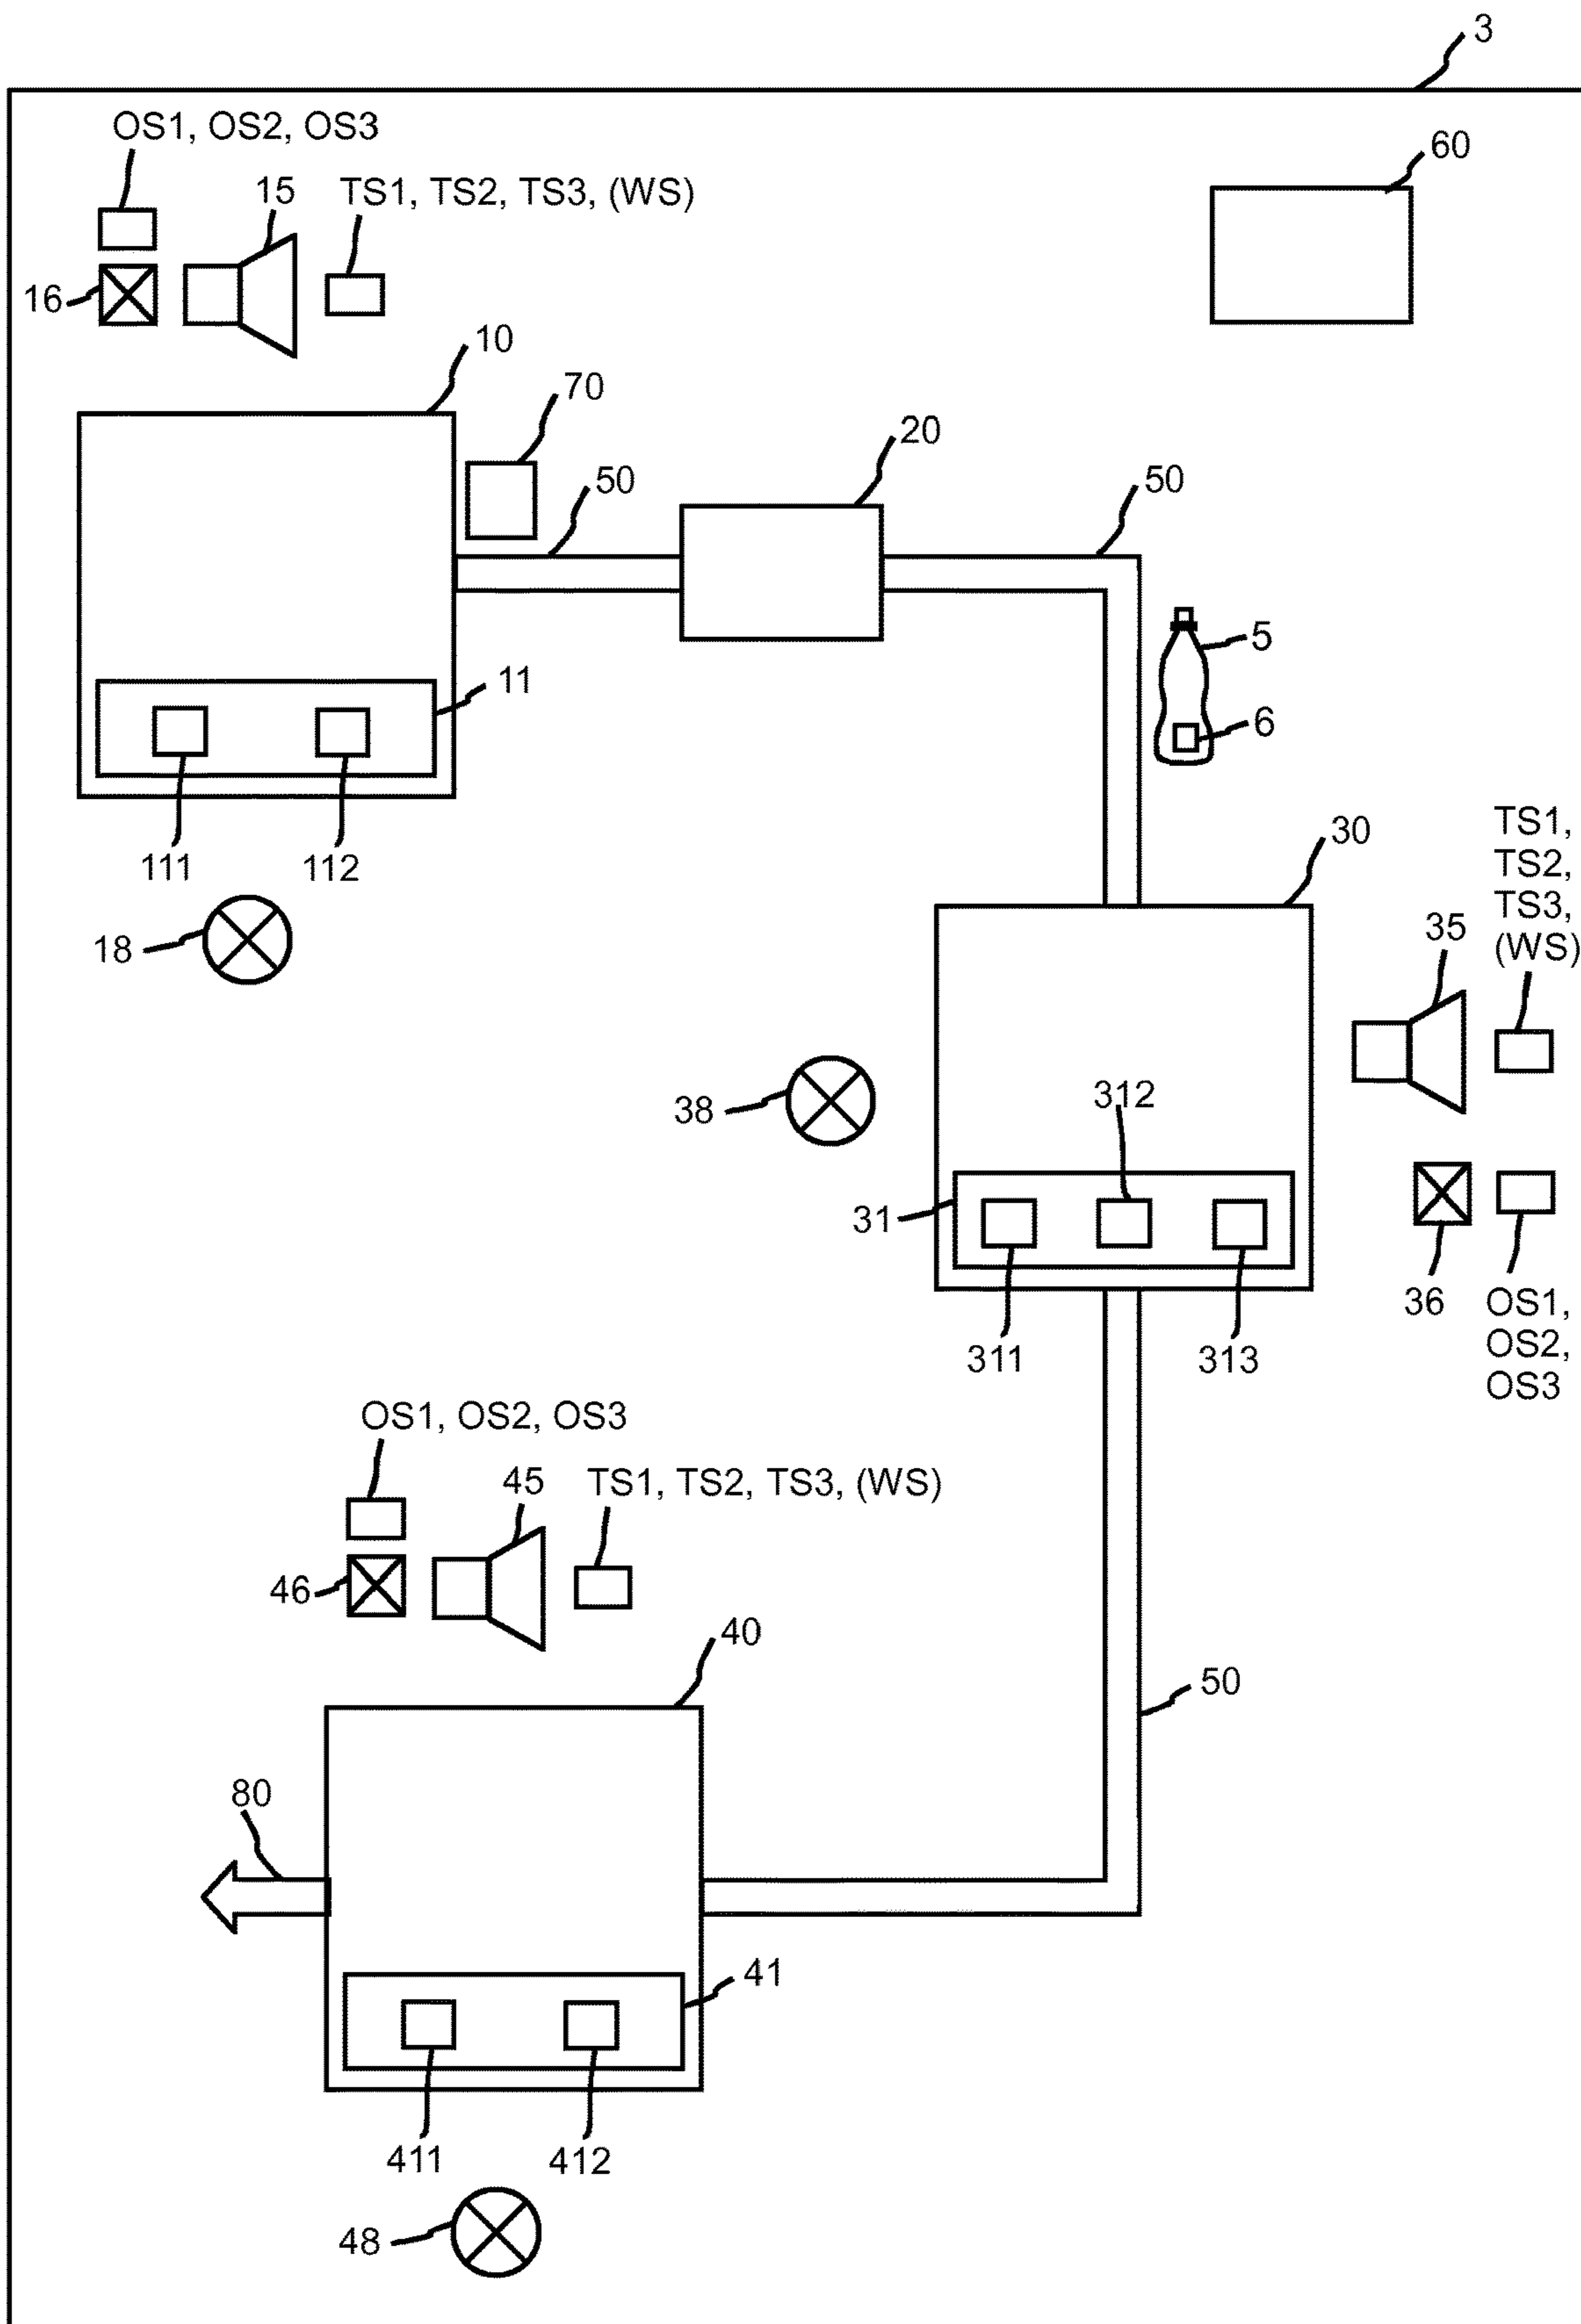 3
OS1, OS2, OS3
60
15
TS1, TS2, TS3, (WS)
16
10
70
20
50
50
5
11
6
111
112
30
TS1,
TS2,
TS3,
(WS)
35
18
38
312
31
36
OS1,
OS2,
OS3
311
313
OS1, OS2, OS3
45
TS1, TS2, TS3, (WS)
46
40
50
80
41
411
412
48